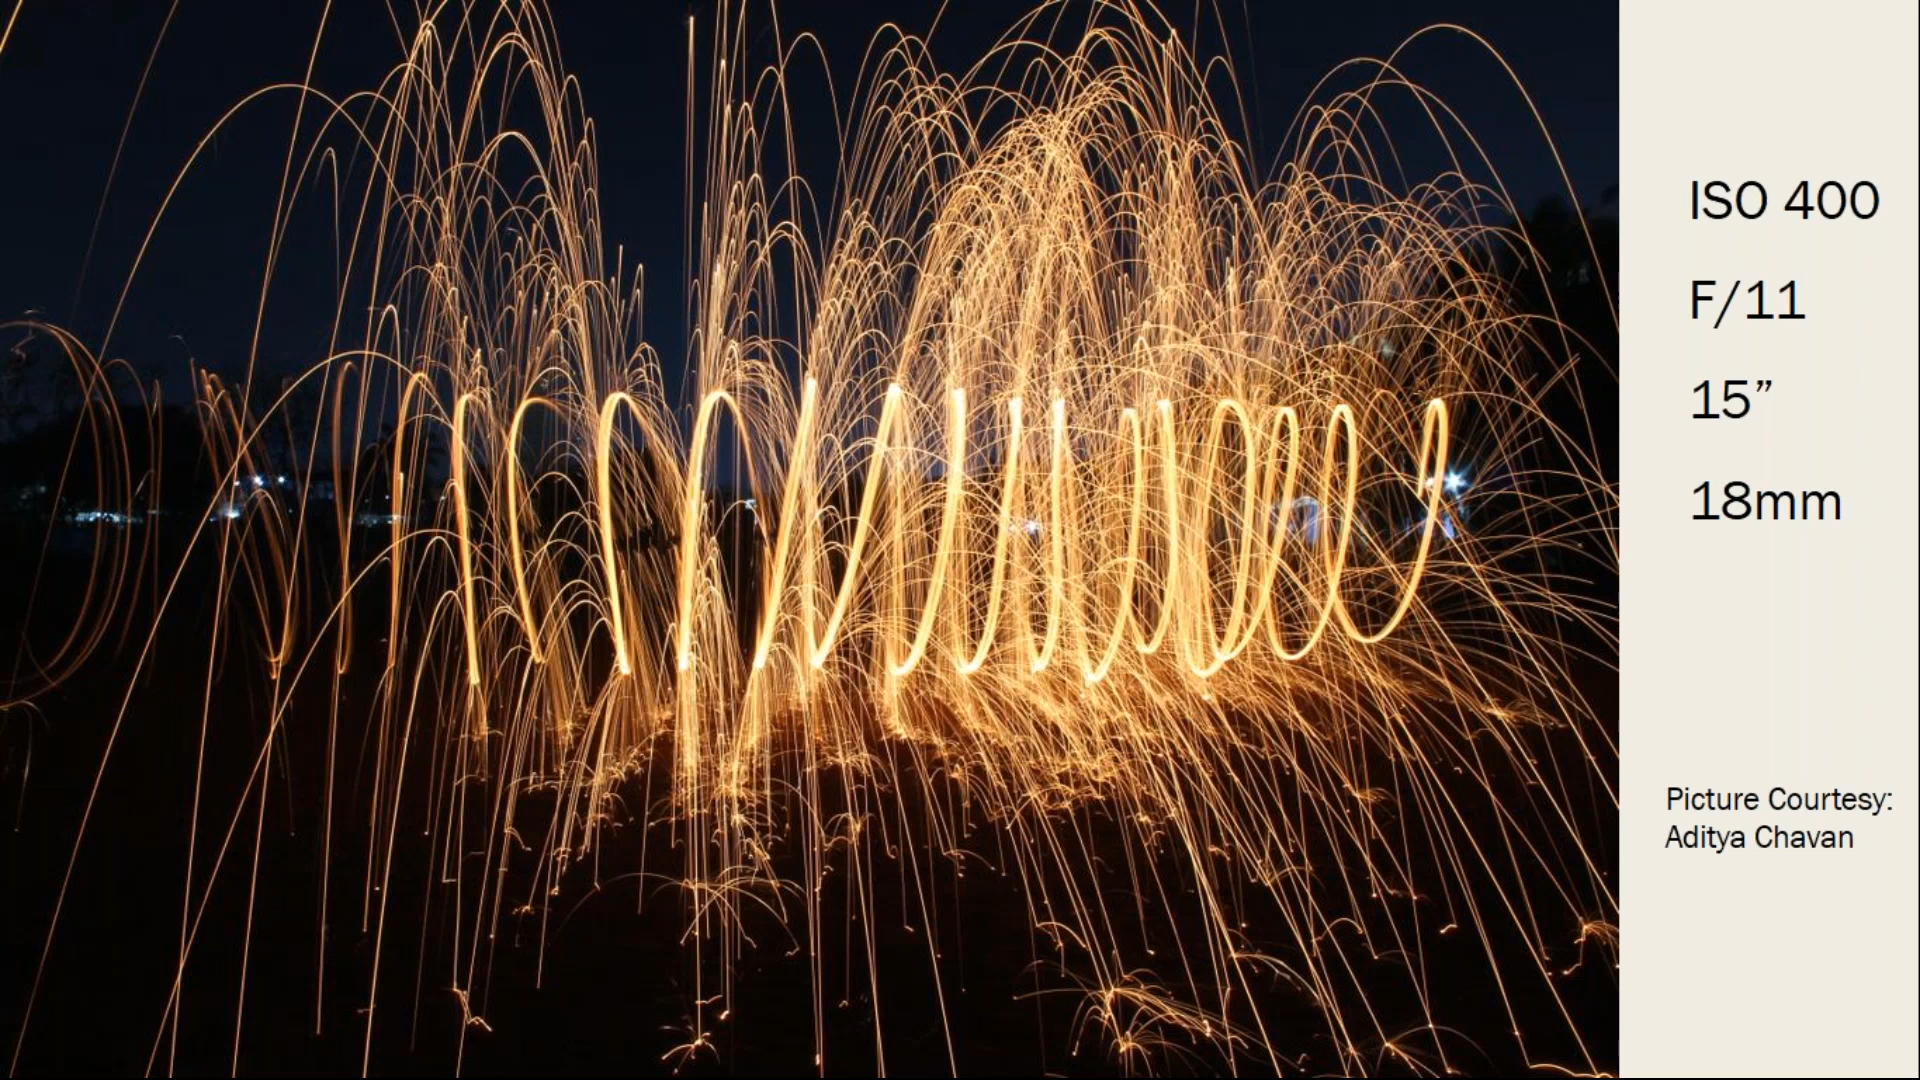 ISO 400
F/11
15”
18mm
Picture Courtesy:
Aditya Chavan